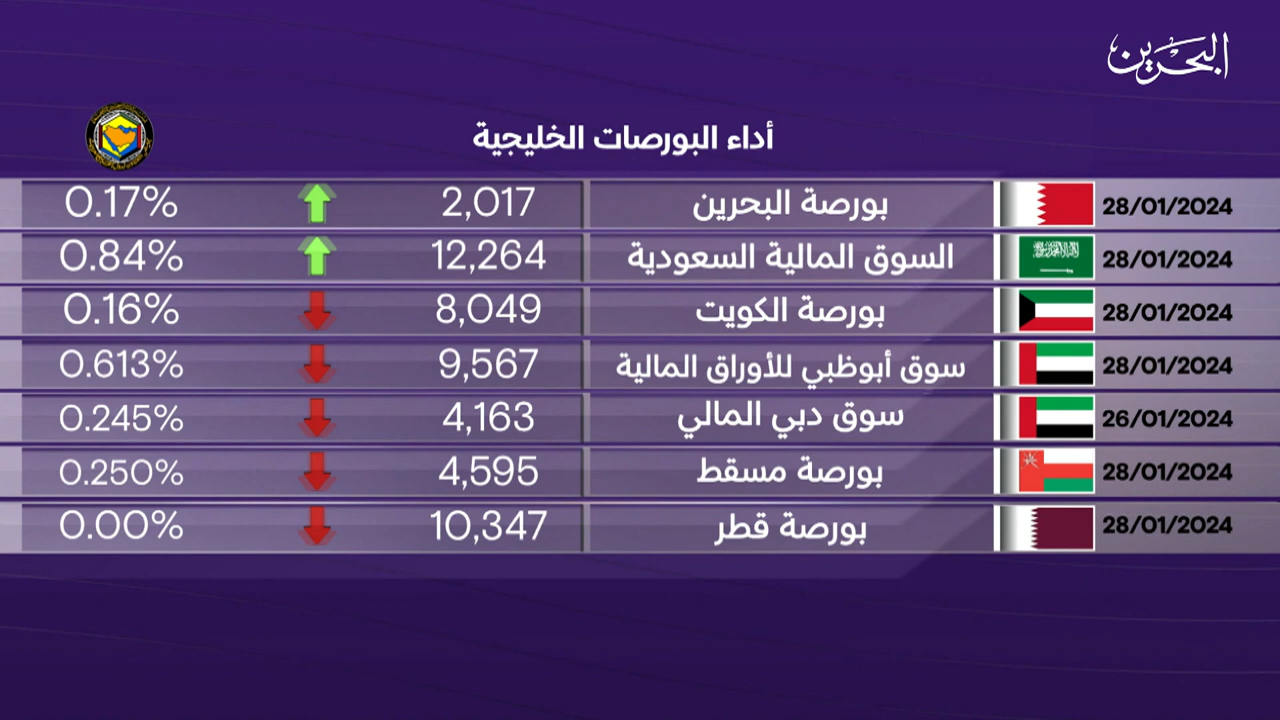 البحرين
أداء البورصات الخليجية
28/01/2024 بورصة البحرين 2,017 0.17%
28/01/2024 السوق المالية السعودية 12,264 0.84%
28/01/2024 بورصة الكويت 8,049 0.16%
28/01/2024 سوق أبوظبي للأوراق المالية 9,567 0.613%
26/01/2024 سوق دبي المالي 4,163 0.245%
28/01/2024 بورصة مسقط 4,595 0.250%
28/01/2024 بورصة قطر 10,347 0.00%